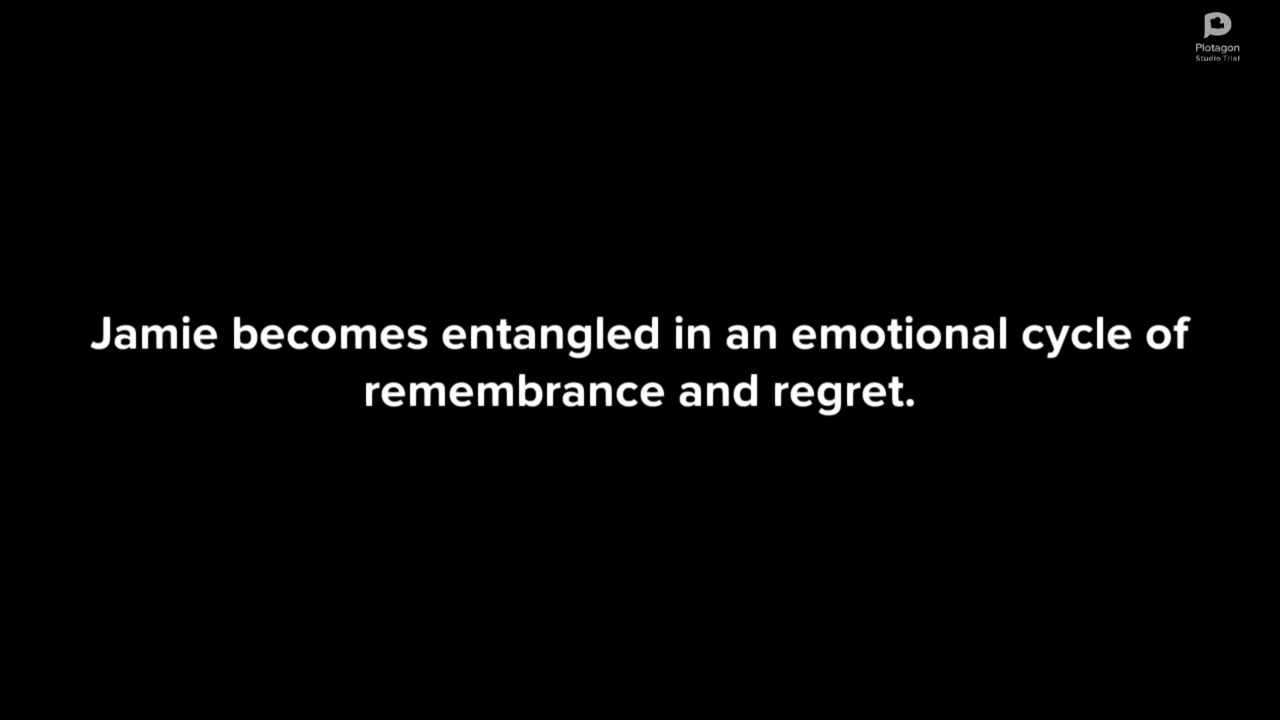 Plotagon
Studio Trial
Jamie becomes entangled in an emotional cycle of
remembrance and regret.